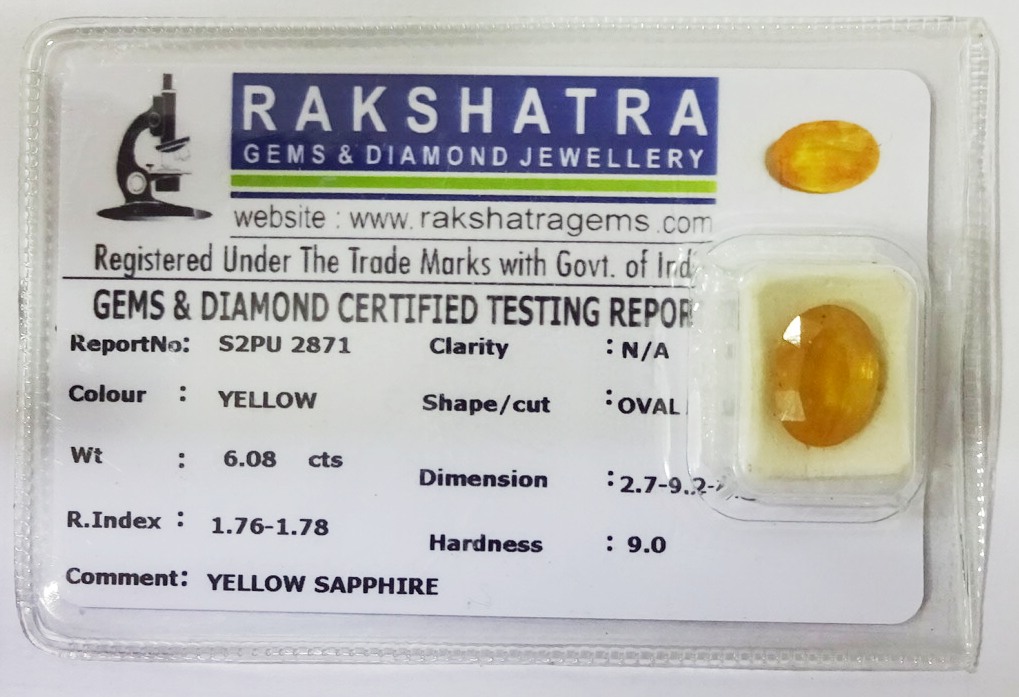 RAKSHATRA
GEMS & DIAMOND JEWELLERY
website : www.rakshatragems.com
Registered Under The Trade Marks with Govt. of Ind
GEMS & DIAMOND CERTIFIED TESTING REPOR
ReportNo: S2PU 2871 Clarity : N/A
Colour : YELLOW Shape/cut : OVAL
Wt : 6.08 cts Dimension : 2.7-9.2-
R.Index : 1.76-1.78 Hardness : 9.0
Comment: YELLOW SAPPHIRE